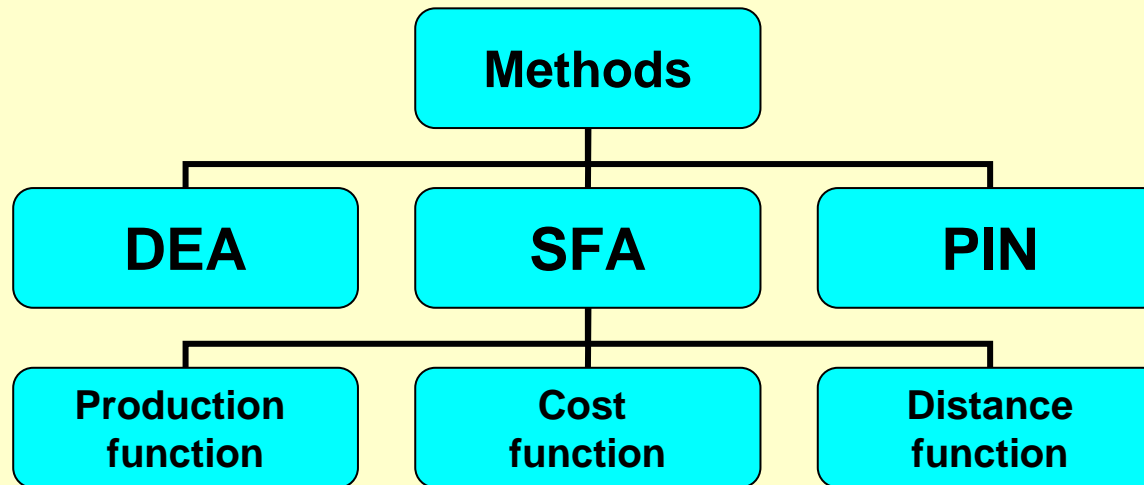 Methods
DEA
SFA
PIN
Production
function
Cost
function
Distance
function